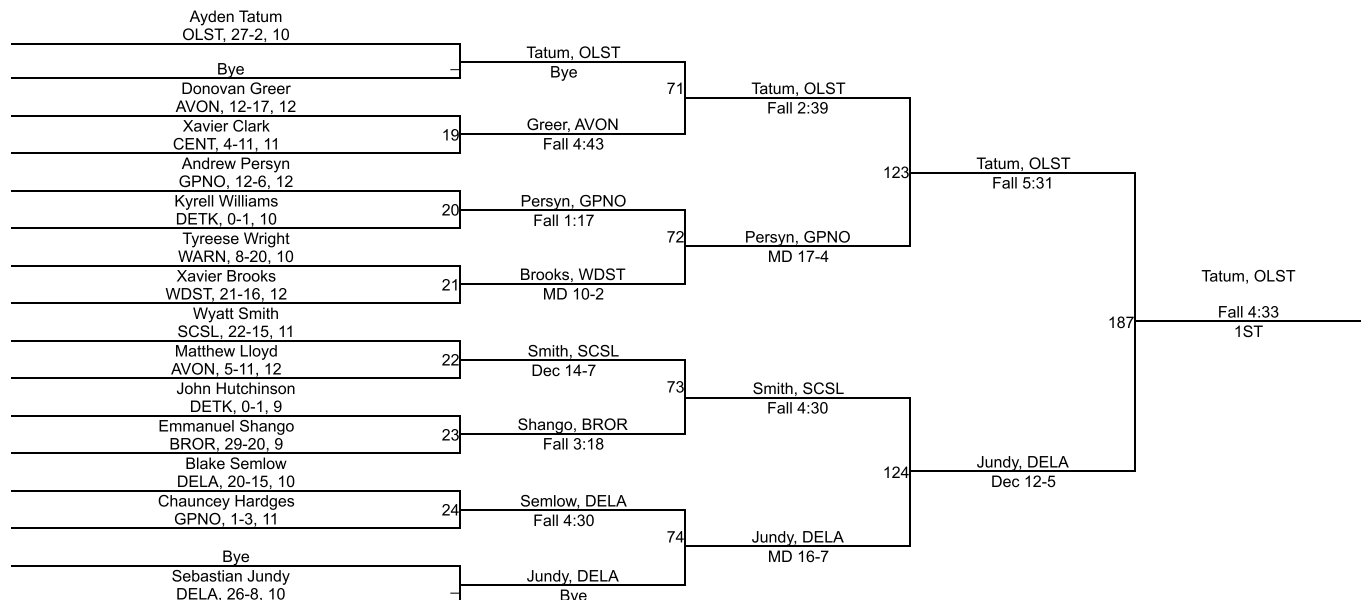 Ayden Tatum
OLST, 27-2, 10
Bye
Donovan Greer
AVON, 12-17, 12
Xavier Clark
CENT, 4-11, 11
Andrew Persyn
GPNO, 12-6, 12
Kyrell Williams
DETK, 0-1, 10
Tyreese Wright
WARN, 8-20, 10
Xavier Brooks
WDST, 21-16, 12
Wyatt Smith
SCSL, 22-15, 11
Matthew Lloyd
AVON, 5-11, 12
John Hutchinson
DETK, 0-1, 9
Emmanuel Shango
BROR, 29-20, 9
Blake Semlow
DELA, 20-15, 10
Chauncey Hardges
GPNO, 1-3, 11
Bye
Sebastian Jundy
DELA, 26-8, 10
19
20
21
22
23
24
Tatum, OLST
Bye
Greer, AVON
Fall 4:43
Persyn, GPNO
Fall 1:17
Brooks, WDST
MD 10-2
Smith, SCSL
Dec 14-7
Shango, BROR
Fall 3:18
Semlow, DELA
Fall 4:30
Jundy, DELA
Bye
71
72
73
74
Tatum, OLST
Fall 2:39
Persyn, GPNO
MD 17-4
Smith, SCSL
Fall 4:30
Jundy, DELA
MD 16-7
123
124
Tatum, OLST
Fall 5:31
Jundy, DELA
Dec 12-5
187
Tatum, OLST
Fall 4:33
1ST